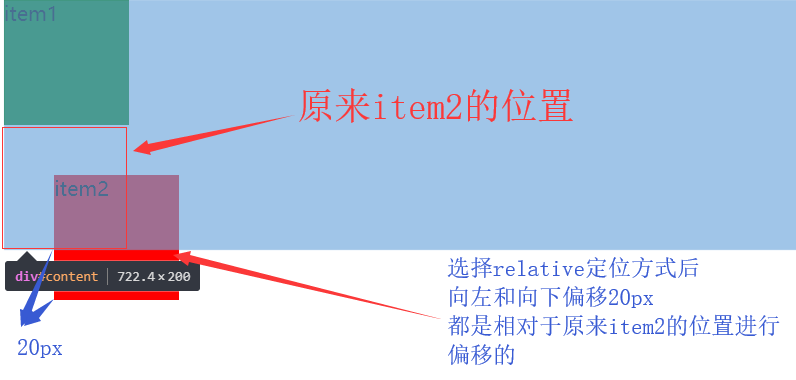 item1
原来item2的位置
item2
div#content 722.4×200
选择relative定位方式后
向左和向下偏移20px
都是相对于原来item2的位置进行
偏移的
20px